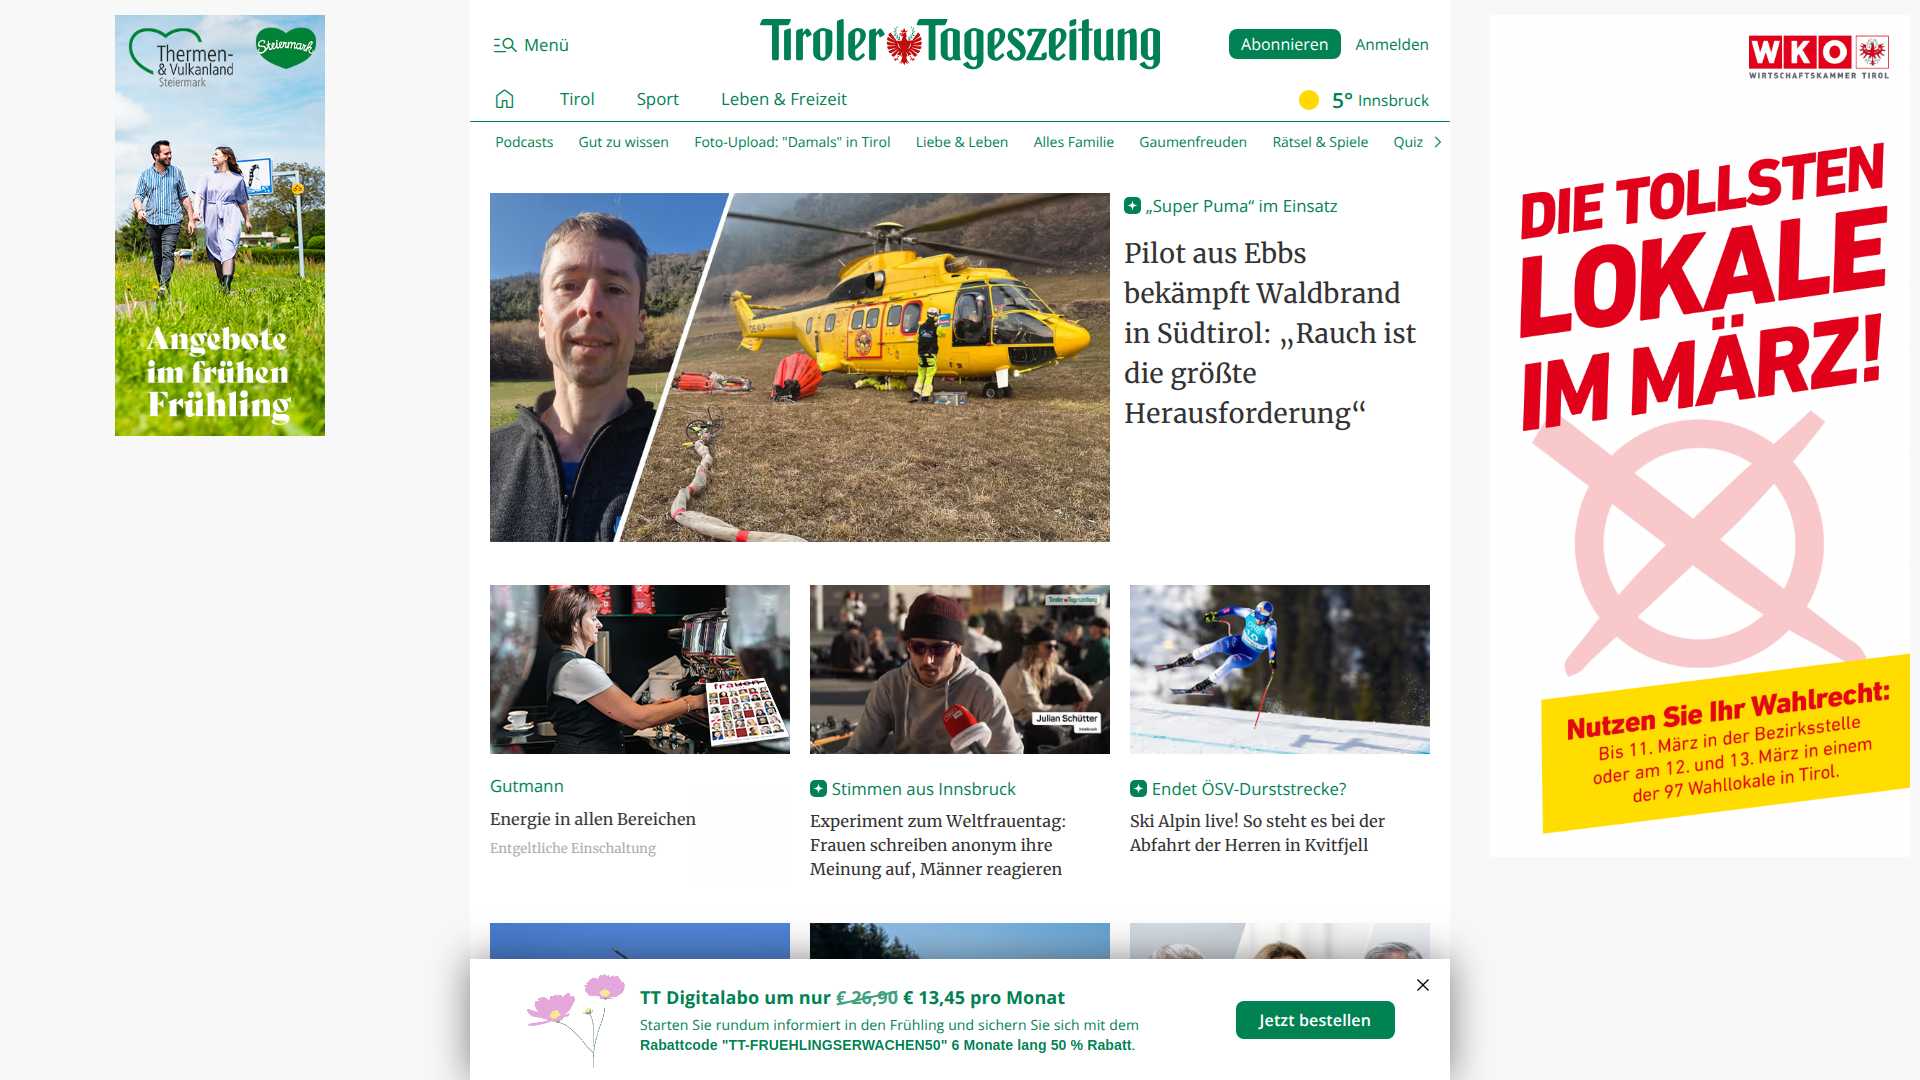 Thermen-
& Vulkanland
Steiermark
Steiermark
Angebote
im frühen
Frühling
Menü
Tiroler Tageszeitung
Abonnieren
Anmelden
Tirol
Sport
Leben & Freizeit
5° Innsbruck
Podcasts
Gut zu wissen
Foto-Upload: "Damals" in Tirol
Liebe & Leben
Alles Familie
Gaumenfreuden
Rätsel & Spiele
Quiz
„Super Puma“ im Einsatz
Pilot aus Ebbs
bekämpft Waldbrand
in Südtirol: „Rauch ist
die größte
Herausforderung“
frauen
Gutmann
Energie in allen Bereichen
Entgeltliche Einschaltung
Tiroler Tageszeitung
Julian Schütter
Innsbruck
Stimmen aus Innsbruck
Experiment zum Weltfrauentag:
Frauen schreiben anonym ihre
Meinung auf, Männer reagieren
Endet ÖSV-Durststrecke?
Ski Alpin live! So steht es bei der
Abfahrt der Herren in Kvitfjell
TT Digitalabo um nur € 26,90 € 13,45 pro Monat
Starten Sie rundum informiert in den Frühling und sichern Sie sich mit dem
Rabattcode "TT-FRUEHLINGSERWACHEN50" 6 Monate lang 50 % Rabatt.
Jetzt bestellen
WKO
WIRTSCHAFTSKAMMER TIROL
DIE TOLLSTEN
LOKALE
IM MÄRZ!
Nutzen Sie Ihr Wahlrecht:
Bis 11. März in der Bezirksstelle
oder am 12. und 13. März in einem
der 97 Wahllokale in Tirol.